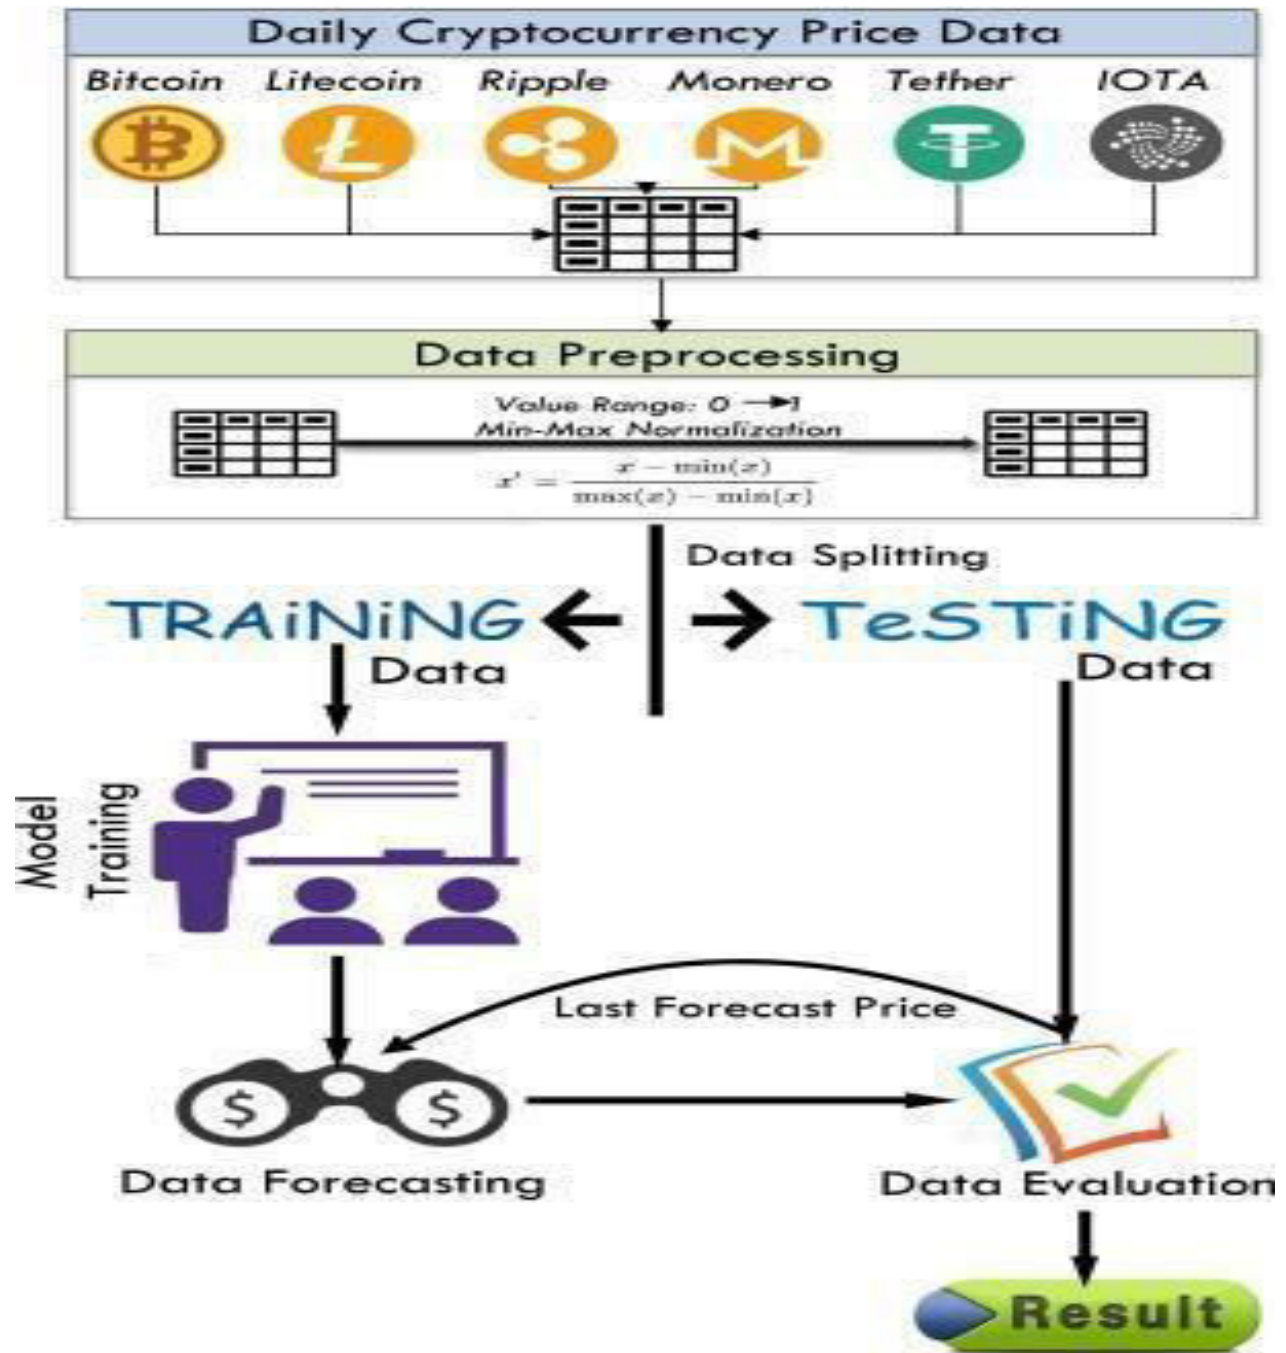 Daily Cryptocurrency Price Data
Bitcoin Litecoin Ripple Monero Tether IOTA
Data Preprocessing
Value Range: 0 → 1
Min-Max Normalization
x' = x − min(x) / max(x) − min(x)
Data Splitting
TRAiNiNG TeSTiNG
Data Data
Model
Training
Last Forecast Price
$ $
Data Forecasting Data Evaluation
Result